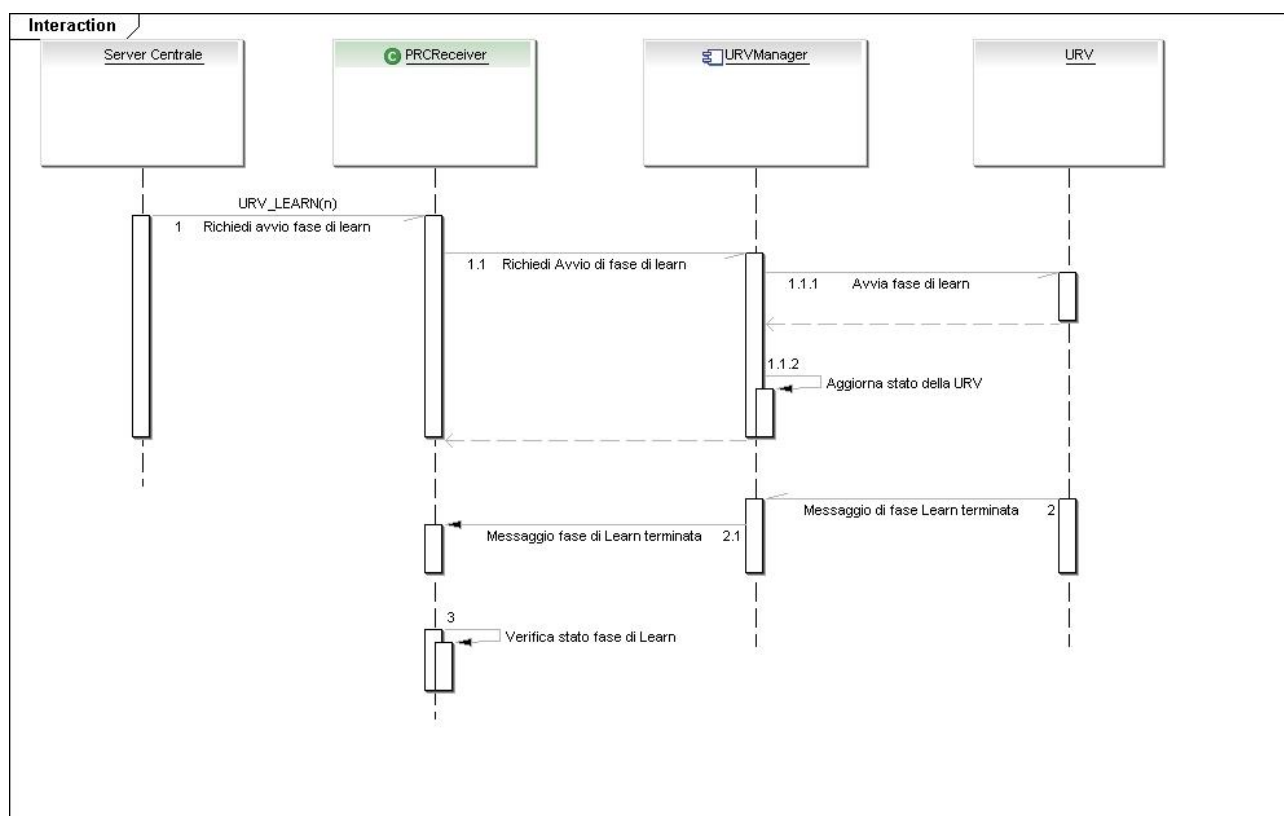 Interaction
Server Centrale
C PRCReceiver
URVManager
URV
URV_LEARN(n)
1 Richiedi avvio fase di learn
1.1 Richiedi Avvio di fase di learn
1.1.1 Avvia fase di learn
1.1.2
Aggiorna stato della URV
Messaggio di fase Learn terminata 2
Messaggio fase di Learn terminata 2.1
3
Verifica stato fase di Learn